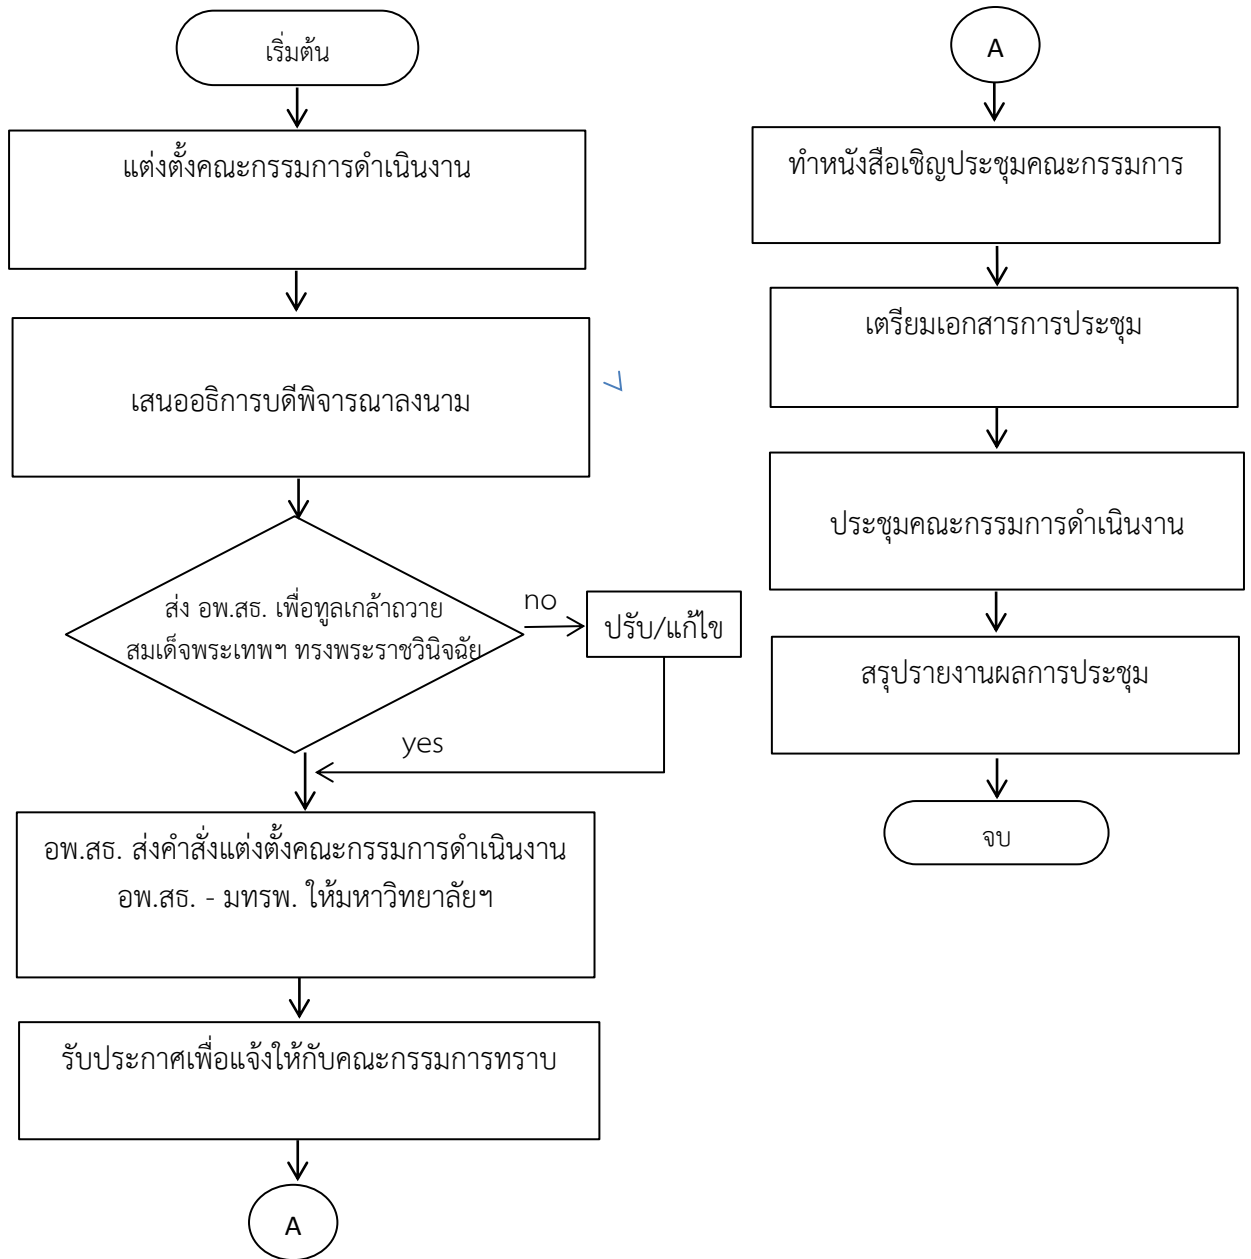 เริ่มต้น
แต่งตั้งคณะกรรมการดำเนินงาน
เสนออธิการบดีพิจารณาลงนาม
ส่ง อพ.สธ. เพื่อทูลเกล้าถวาย
สมเด็จพระเทพฯ ทรงพระราชวินิจฉัย
no
ปรับ/แก้ไข
yes
อพ.สธ. ส่งคำสั่งแต่งตั้งคณะกรรมการดำเนินงาน
อพ.สธ. - มทรพ. ให้มหาวิทยาลัยฯ
รับประกาศเพื่อแจ้งให้กับคณะกรรมการทราบ
A
A
ทำหนังสือเชิญประชุมคณะกรรมการ
เตรียมเอกสารการประชุม
ประชุมคณะกรรมการดำเนินงาน
สรุปรายงานผลการประชุม
จบ